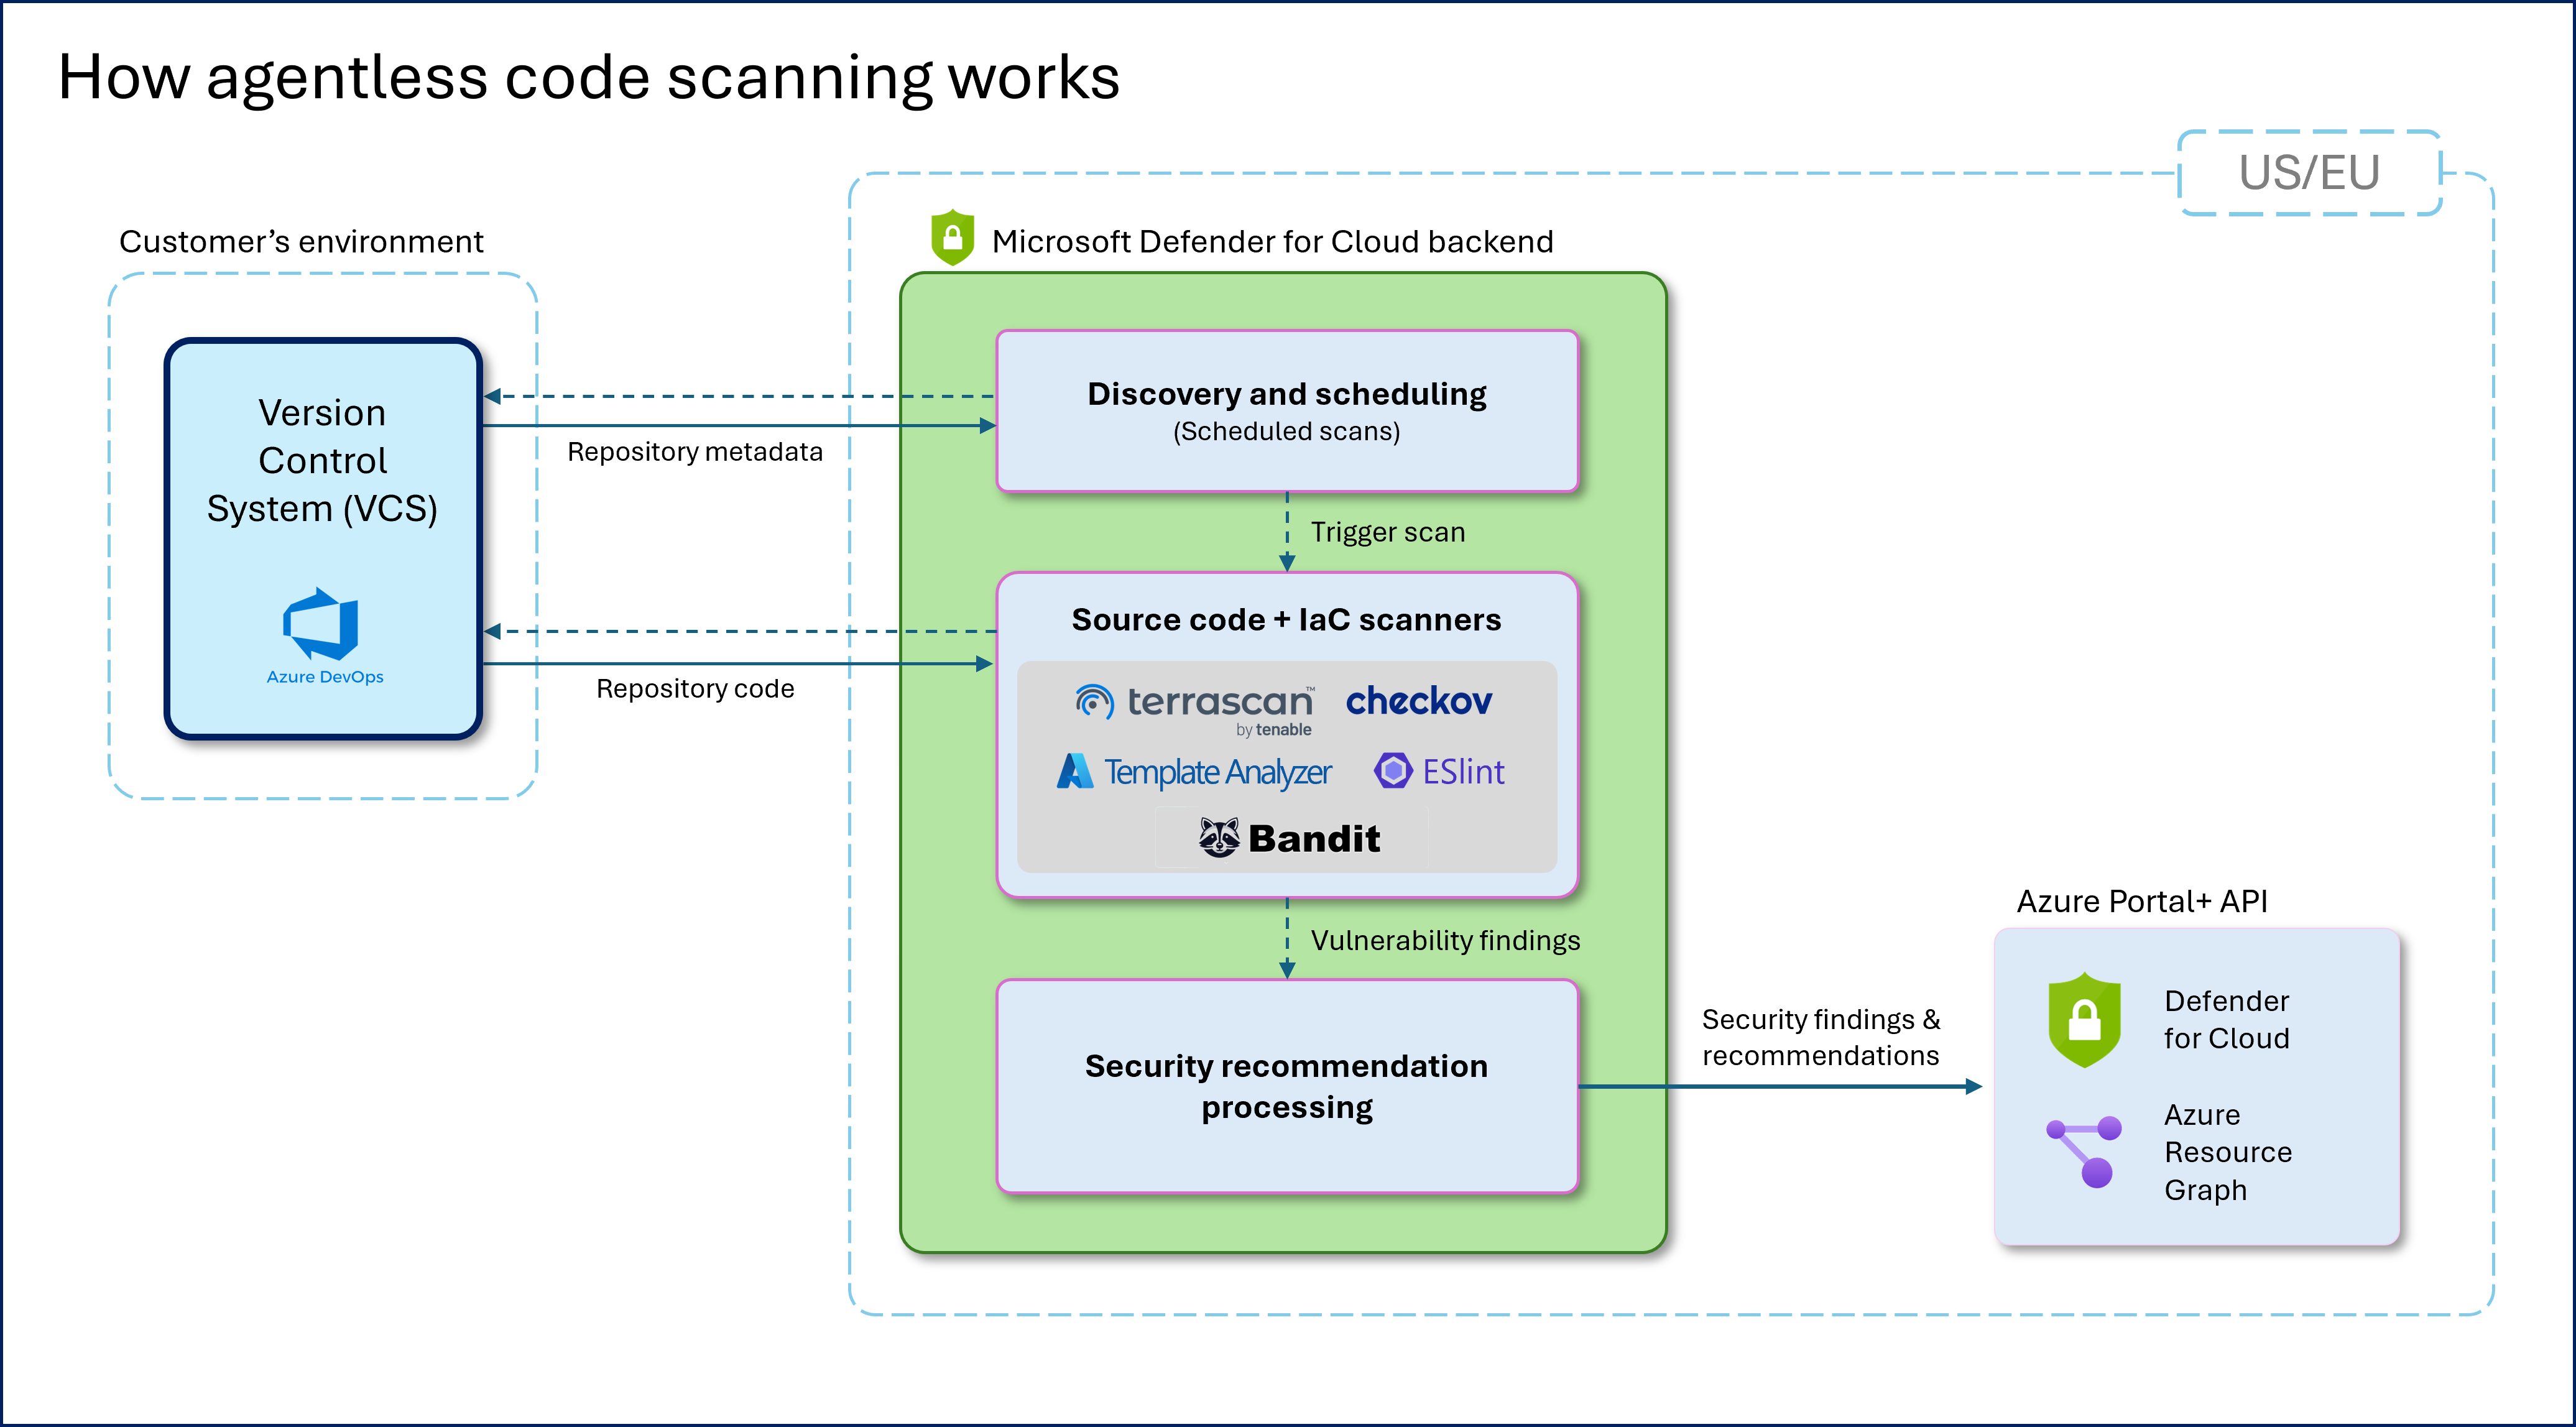 How agentless code scanning works
US/EU
Customer’s environment
Version
Control
System (VCS)
Azure DevOps
Repository metadata
Repository code
Microsoft Defender for Cloud backend
Discovery and scheduling
(Scheduled scans)
Trigger scan
Source code + IaC scanners
terrascan™
by tenable
checkov
Template Analyzer
ESlint
Bandit
Vulnerability findings
Security recommendation
processing
Security findings &
recommendations
Azure Portal+ API
Defender
for Cloud
Azure
Resource
Graph